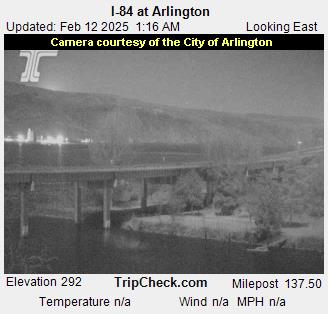 I-84 at Arlington
Updated: Feb 12 2025 1:16 AM Looking East
Camera courtesy of the City of Arlington
Elevation 292 TripCheck.com Milepost 137.50
Temperature n/a Wind n/a MPH n/a